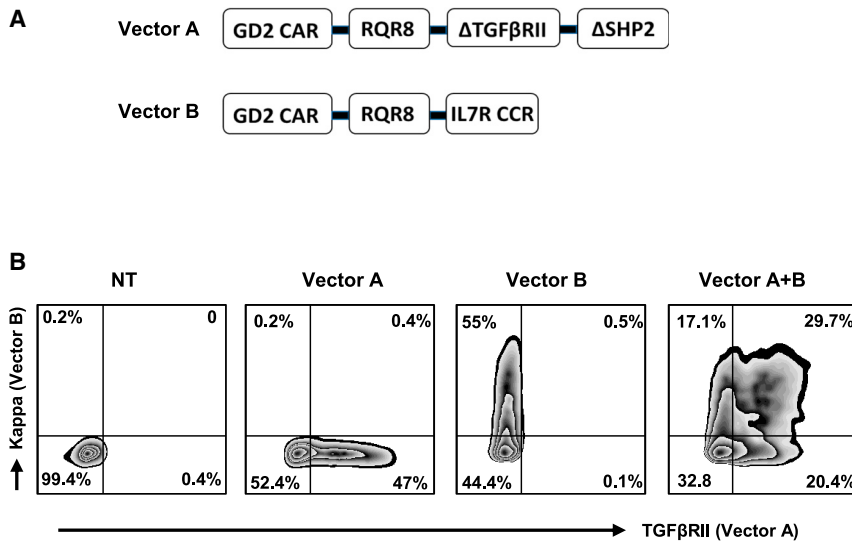 A
Vector A GD2 CAR RQR8 ΔTGFβRII ΔSHP2
Vector B GD2 CAR RQR8 IL7R CCR
B
NT Vector A Vector B Vector A+B
0.2% 0 0.2% 0.4% 55% 0.5% 17.1% 29.7%
Kappa (Vector B)
99.4% 0.4% 52.4% 47% 44.4% 0.1% 32.8 20.4%
TGFβRII (Vector A)